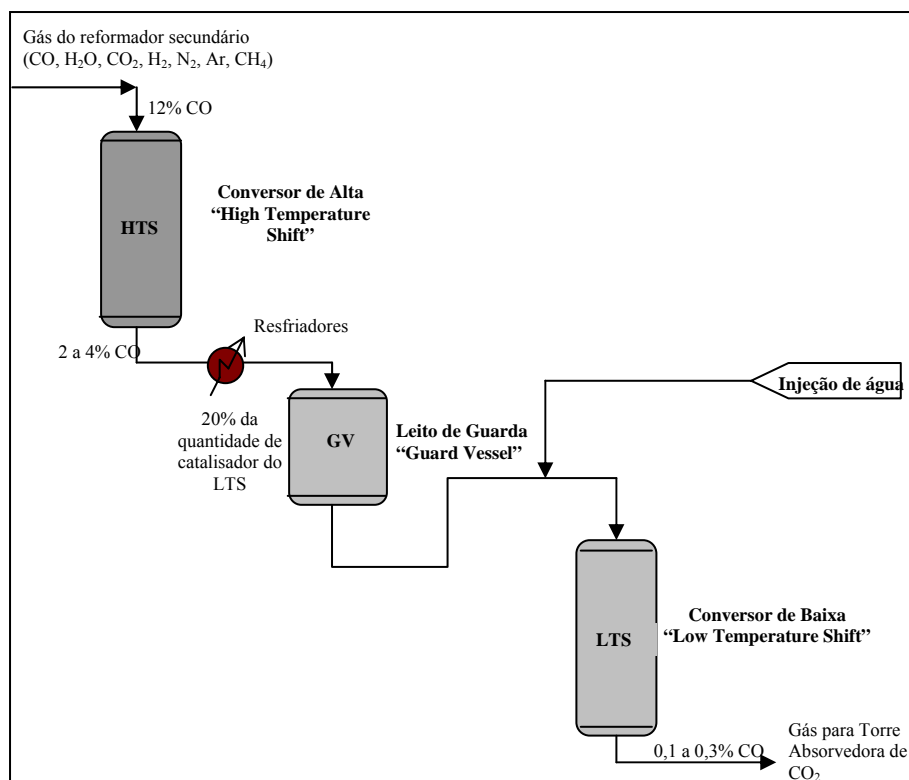 Gás do reformador secundário
(CO, H₂O, CO₂, H₂, N₂, Ar, CH₄)
12% CO
Conversor de Alta
“High Temperature
Shift”
HTS
2 a 4% CO
Resfriadores
Injeção de água
20% da
quantidade de
catalisador do
LTS
GV
Leito de Guarda
“Guard Vessel”
Conversor de Baixa
“Low Temperature Shift”
LTS
0,1 a 0,3% CO
Gás para Torre
Absorvedora de
CO₂